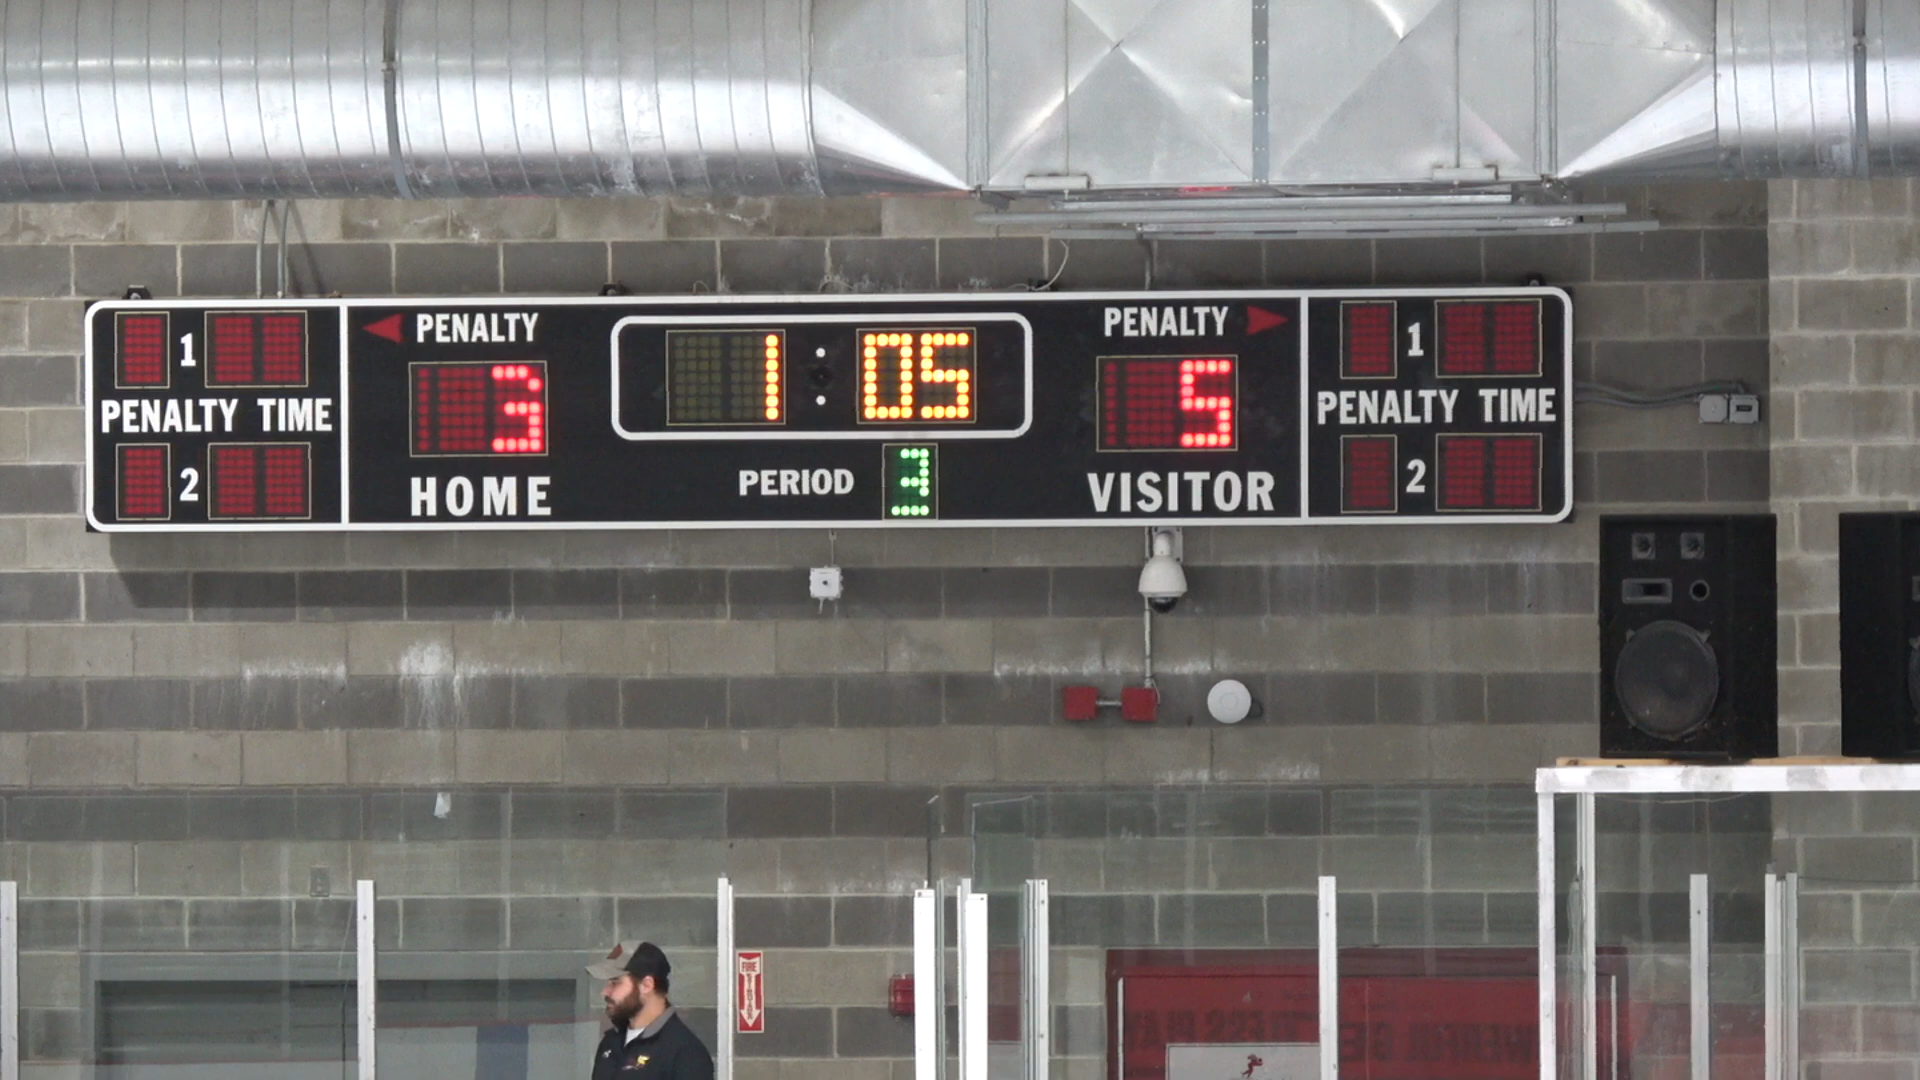 PENALTY
PENALTY
1
1 : 05
1
PENALTY TIME
3
5
PENALTY TIME
2
HOME
PERIOD
3
VISITOR
2
FIRE